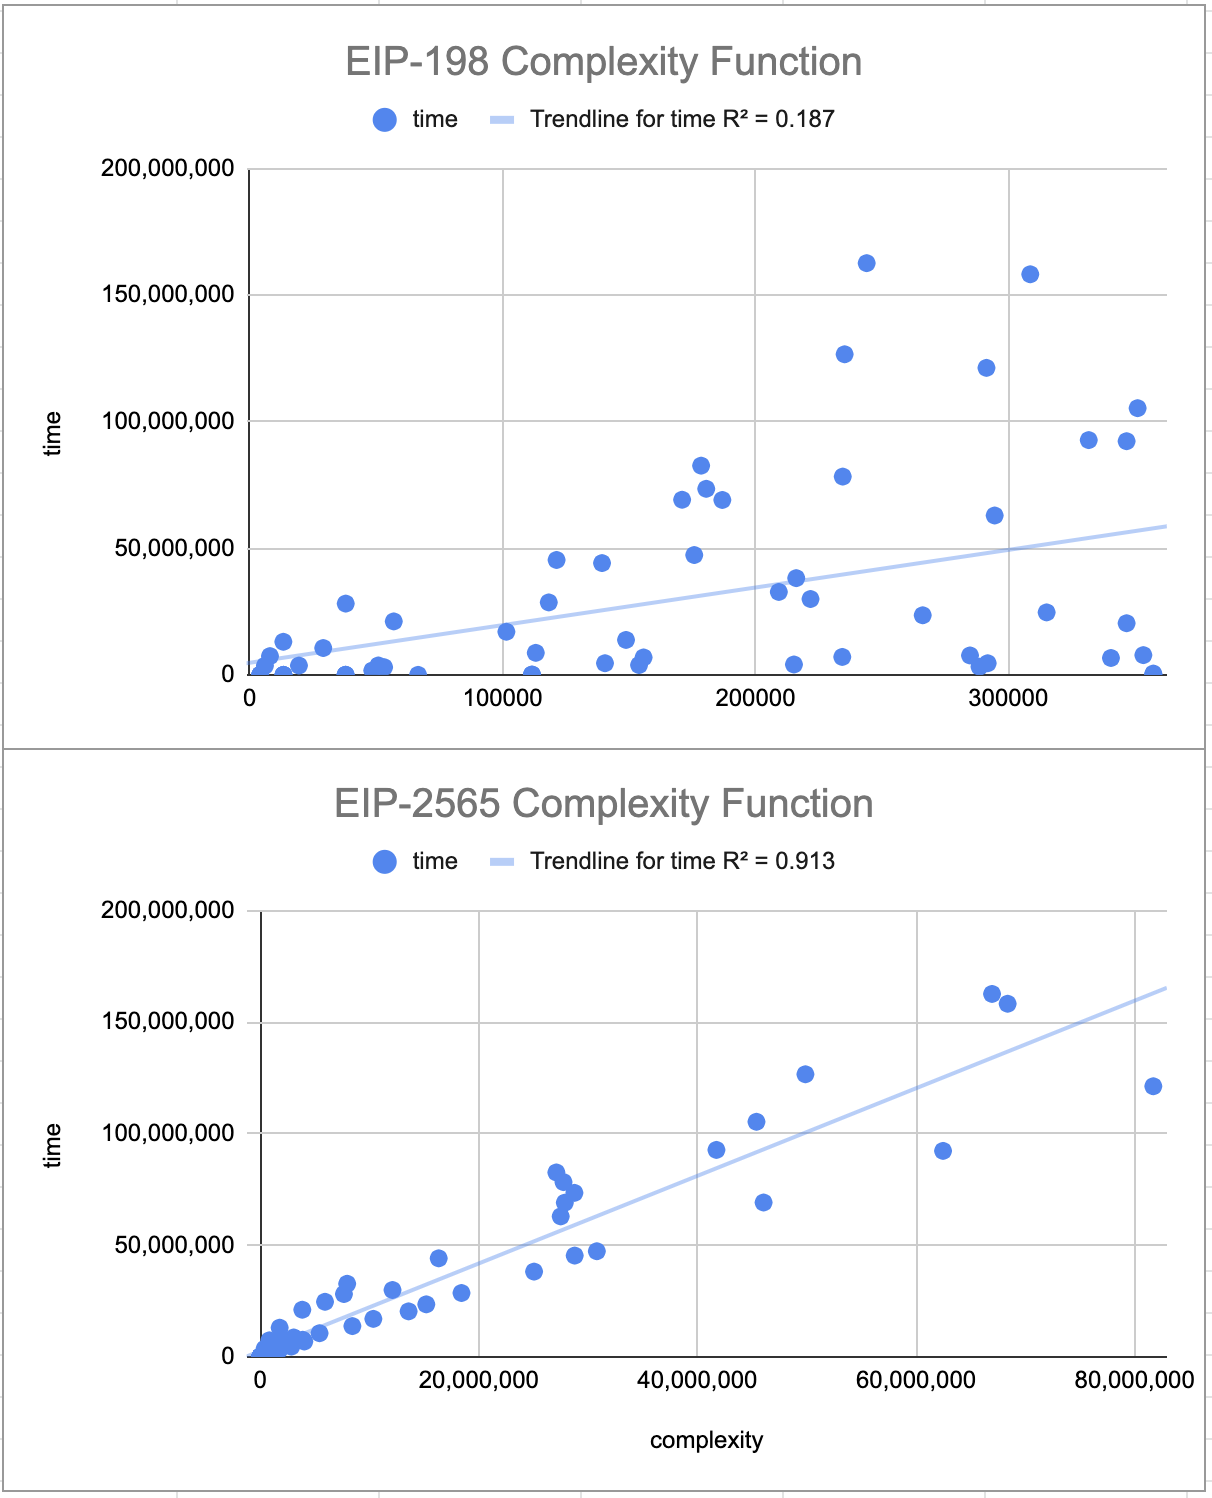 EIP-198 Complexity Function
time Trendline for time R² = 0.187
200,000,000
150,000,000
100,000,000
50,000,000
0
time
0 100000 200000 300000
EIP-2565 Complexity Function
time Trendline for time R² = 0.913
200,000,000
150,000,000
100,000,000
50,000,000
0
time
0 20,000,000 40,000,000 60,000,000 80,000,000
complexity